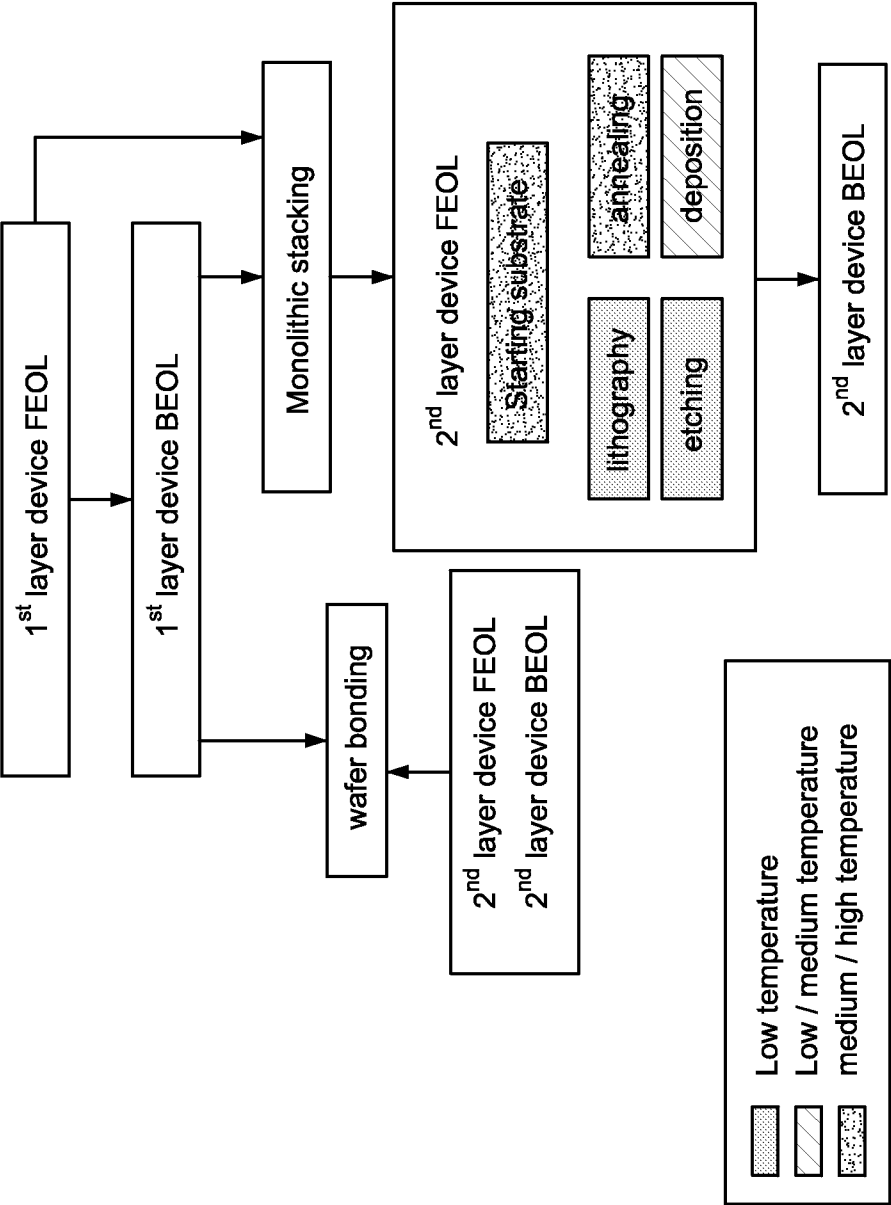 1st layer device FEOL
1st layer device BEOL
Monolithic stacking
wafer bonding
2nd layer device FEOL
2nd layer device BEOL
2nd layer device FEOL
Starting substrate
lithography
annealing
etching
deposition
2nd layer device BEOL
Low temperature
Low / medium temperature
medium / high temperature